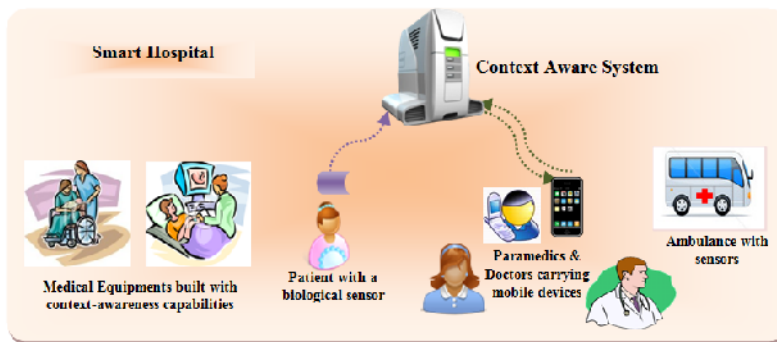 Smart Hospital
Context Aware System
Medical Equipments built with
context-awareness capabilities
Patient with a
biological sensor
Paramedics &
Doctors carrying
mobile devices
Ambulance with
sensors